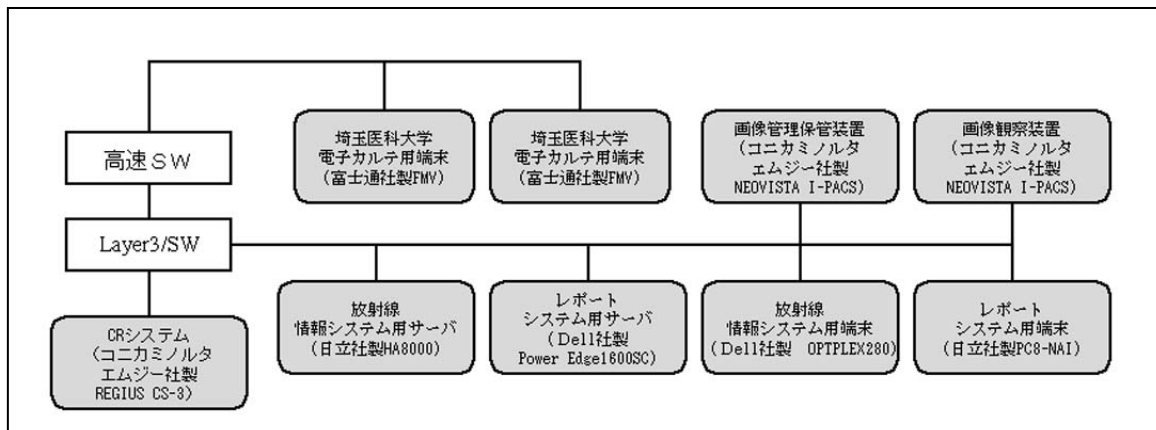 埼玉医科大学
電子カルテ用端末
(富士通社製FMV)
埼玉医科大学
電子カルテ用端末
(富士通社製FMV)
画像管理保管装置
(コニカミノルタ
エムジー社製
NEOVISTA I-PACS)
画像観察装置
(コニカミノルタ
エムジー社製
NEOVISTA I-PACS)
高速SW
Layer3/SW
CRシステム
(コニカミノルタ
エムジー社製
REGIUS CS-3)
放射線
情報システム用サーバ
(日立社製HA8000)
レポート
システム用サーバ
(Dell社製
Power Edge1600SC)
放射線
情報システム用端末
(Dell社製 OPTPLEX280)
レポート
システム用端末
(日立社製PC8-NAI)